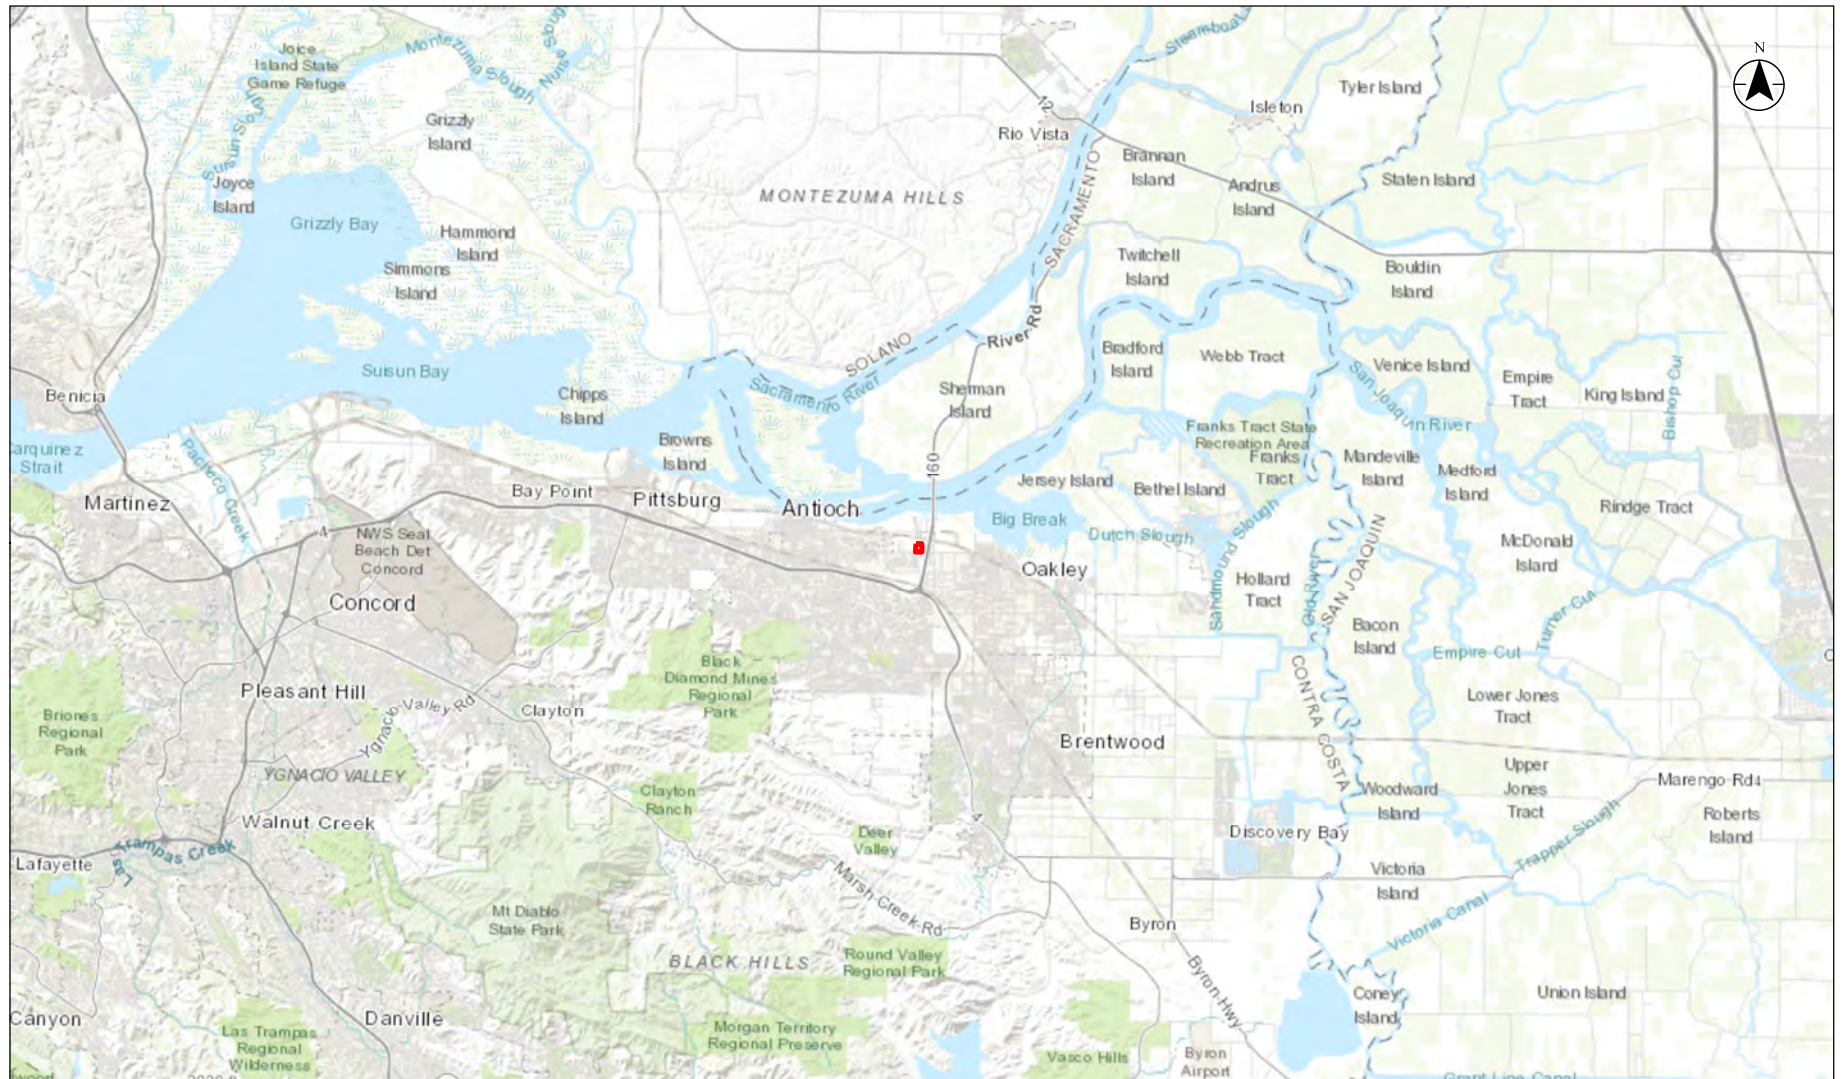 N
Joice
Island State
Game Refuge
Montezuma Slough
Nurse Slough
Steamboat
Tyler Island
Isleton
Grizzly
Island
12
Rio Vista
Brannan
Island
Suisun Slough
Joyce
Island
MONTEZUMA HILLS
Andrus
Island
Staten Island
Grizzly Bay
Hammond
Island
SACRAMENTO
Simmons
Island
Twitchell
Island
Bouldin
Island
River Rd
SOLANO
Bradford
Island
Webb Tract
Venice Island
Suisun Bay
Sacramento River
San Joaquin River
Empire
Tract
King Island
Bishop Cut
Benicia
Chipps
Island
Sherman
Island
Franks Tract State
Recreation Area
Franks
Tract
arquinez
Strait
Pacheco Creek
Browns
Island
160
Mandeville
Island
Medford
Island
Martinez
Bay Point
Pittsburg
Antioch
Jersey Island
Bethel Island
Rindge Tract
4
NWS Seal
Beach Det
Concord
Big Break
Dutch Slough
Sandmound Slough
McDonald
Island
Oakley
Holland
Tract
Old River
SAN JOAQUIN
Concord
Turner Cut
Bacon
Island
Empire Cut
Black
Diamond Mines
Regional
Park
CONTRA COSTA
Pleasant Hill
Ygnacio Valley Rd
Clayton
Lower Jones
Tract
Briones
Regional
Park
Brentwood
YGNACIO VALLEY
Clayton
Ranch
Upper
Jones
Tract
Marengo Rd
4
Woodward
Island
Roberts
Island
Walnut Creek
4
Deer
Valley
Discovery Bay
Trapper Slough
Lafayette
Las Trampas Creek
Marsh Creek Rd
Victoria
Island
Mt Diablo
State Park
Byron
Victoria Canal
BLACK HILLS
Round Valley
Regional Park
Byron Hwy
Coney
Island
Union Island
Canyon
Las Trampas
Regional
Wilderness
Danville
Morgan Territory
Regional Preserve
Vasco Hills
Byron
Airport
Grant Line Canal